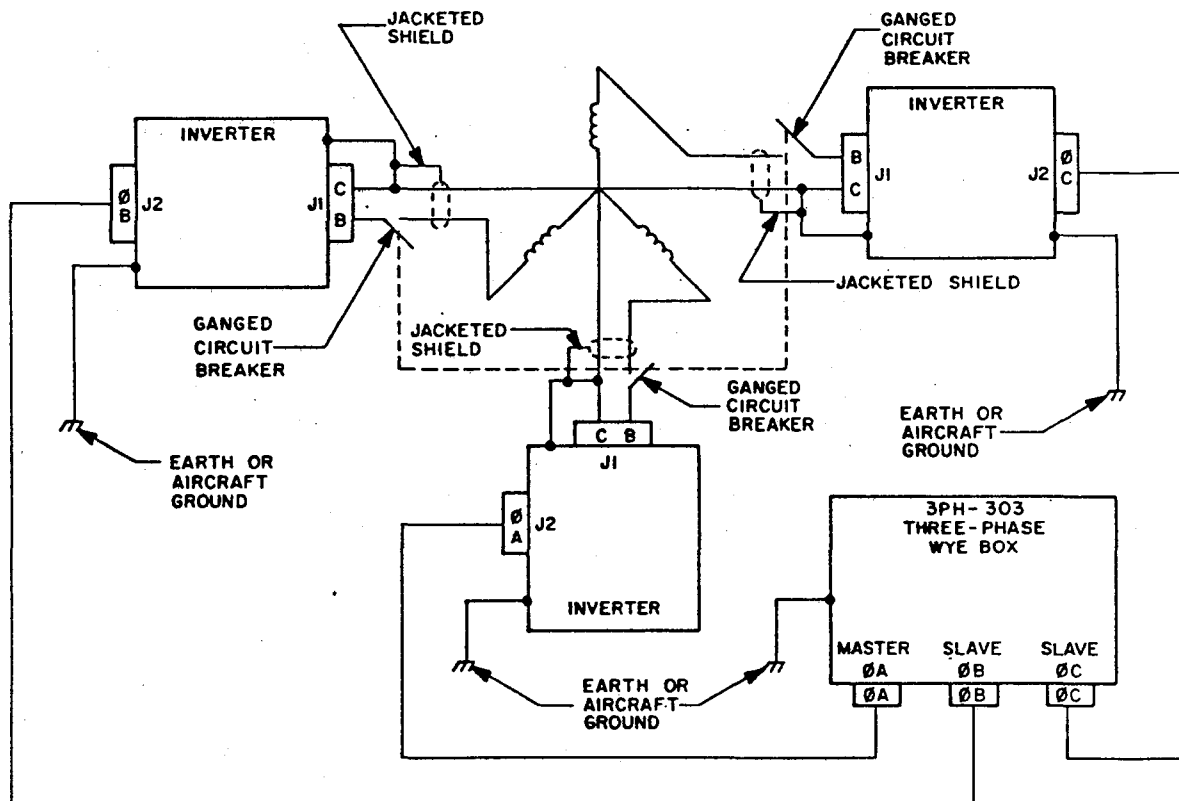 JACKETED
SHIELD
GANGED
CIRCUIT
BREAKER
INVERTER
ØB
J2
J1
C
B
INVERTER
B
C
J1
J2
ØC
JACKETED SHIELD
GANGED
CIRCUIT
BREAKER
JACKETED
SHIELD
GANGED
CIRCUIT
BREAKER
EARTH OR
AIRCRAFT
GROUND
EARTH OR
AIRCRAFT
GROUND
C B
J1
ØA
J2
INVERTER
3PH-303
THREE-PHASE
WYE BOX
MASTER SLAVE SLAVE
ØA ØB ØC
ØA ØB ØC
EARTH OR
AIRCRAFT
GROUND